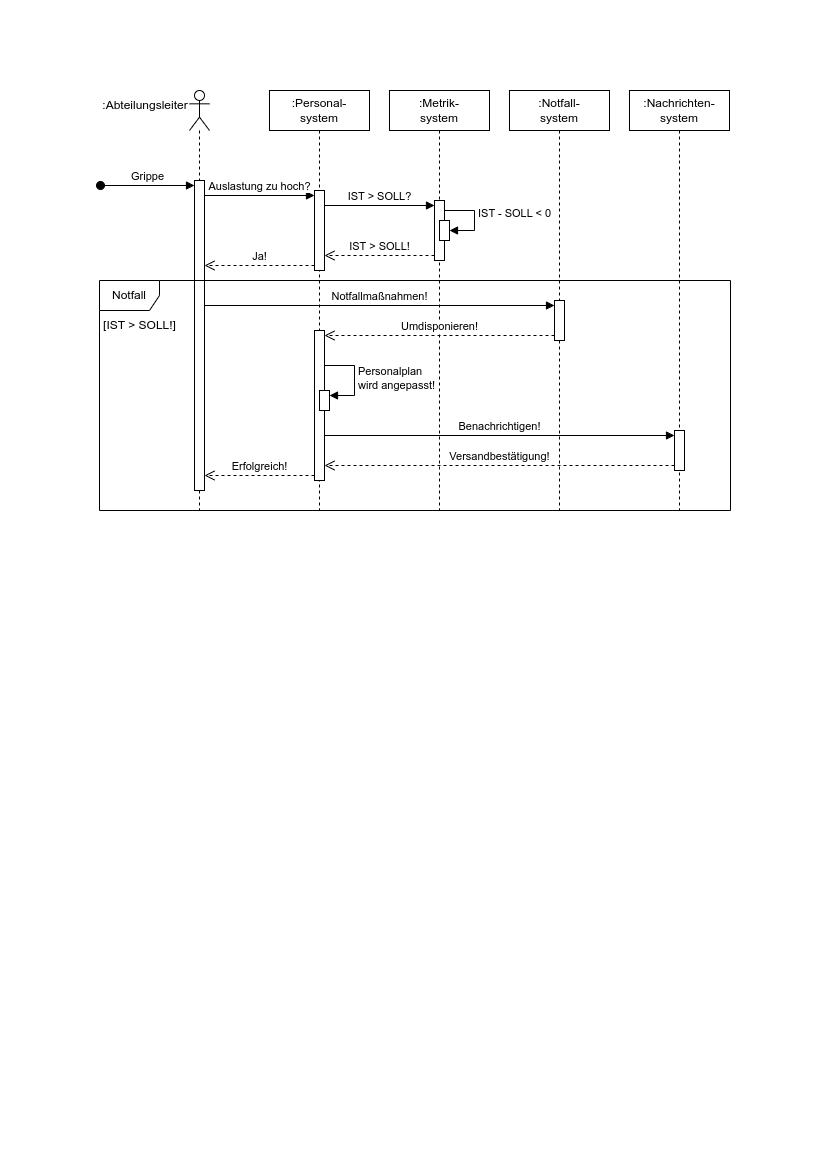 :Abteilungsleiter
:Personal-
system
:Metrik-
system
:Notfall-
system
:Nachrichten-
system
Grippe
Auslastung zu hoch?
IST > SOLL?
IST - SOLL < 0
IST > SOLL!
Ja!
Notfall
[IST > SOLL!]
Notfallmaßnahmen!
Umdisponieren!
Personalplan
wird angepasst!
Benachrichtigen!
Versandbestätigung!
Erfolgreich!